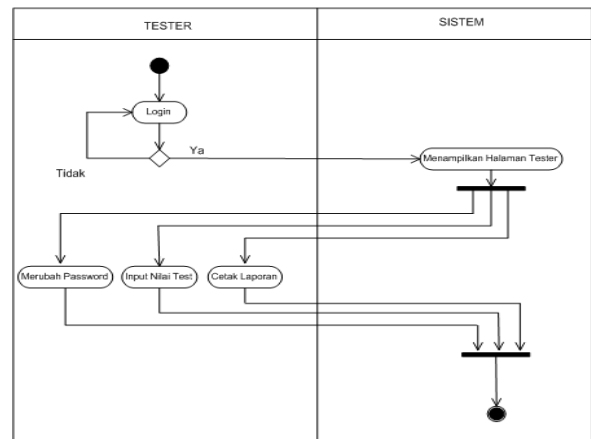 TESTER
SISTEM
Login
Ya
Tidak
Menampilkan Halaman Tester
Merubah Password
Input Nilai Test
Cetak Laporan